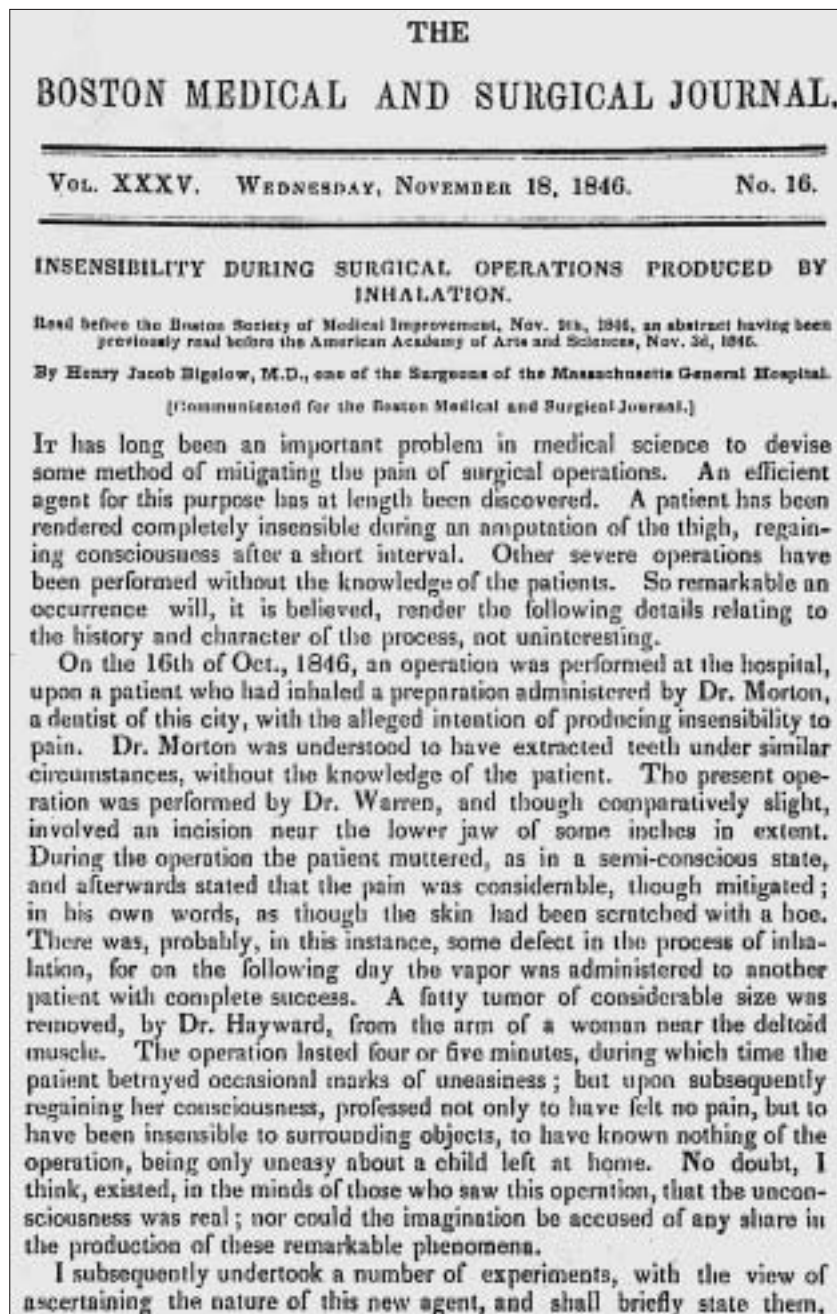 THE
BOSTON MEDICAL AND SURGICAL JOURNAL.
VOL. XXXV. WEDNESDAY, NOVEMBER 18, 1846. No. 16.
INSENSIBILITY DURING SURGICAL OPERATIONS PRODUCED BY
INHALATION.
Read before the Boston Society of Medical Improvement, Nov. 9th, 1846, an abstract having been
previously read before the American Academy of Arts and Sciences, Nov. 3d, 1846.
By Henry Jacob Bigelow, M.D., one of the Surgeons of the Massachusetts General Hospital.
[Communicated for the Boston Medical and Surgical Journal.]
IT has long been an important problem in medical science to devise
some method of mitigating the pain of surgical operations. An efficient
agent for this purpose has at length been discovered. A patient has been
rendered completely insensible during an amputation of the thigh, regain-
ing consciousness after a short interval. Other severe operations have
been performed without the knowledge of the patients. So remarkable an
occurrence will, it is believed, render the following details relating to
the history and character of the process, not uninteresting.
On the 16th of Oct., 1846, an operation was performed at the hospital,
upon a patient who had inhaled a preparation administered by Dr. Morton,
a dentist of this city, with the alleged intention of producing insensibility to
pain. Dr. Morton was understood to have extracted teeth under similar
circumstances, without the knowledge of the patient. The present ope-
ration was performed by Dr. Warren, and though comparatively slight,
involved an incision near the lower jaw of some inches in extent.
During the operation the patient muttered, as in a semi-conscious state,
and afterwards stated that the pain was considerable, though mitigated;
in his own words, as though the skin had been scratched with a hoe.
There was, probably, in this instance, some defect in the process of inha-
lation, for on the following day the vapor was administered to another
patient with complete success. A fatty tumor of considerable size was
removed, by Dr. Hayward, from the arm of a woman near the deltoid
muscle. The operation lasted four or five minutes, during which time the
patient betrayed occasional marks of uneasiness; but upon subsequently
regaining her consciousness, professed not only to have felt no pain, but to
have been insensible to surrounding objects, to have known nothing of the
operation, being only uneasy about a child left at home. No doubt, I
think, existed, in the minds of those who saw this operation, that the uncon-
sciousness was real; nor could the imagination be accused of any share in
the production of these remarkable phenomena.
I subsequently undertook a number of experiments, with the view of
ascertaining the nature of this new agent, and shall briefly state them,